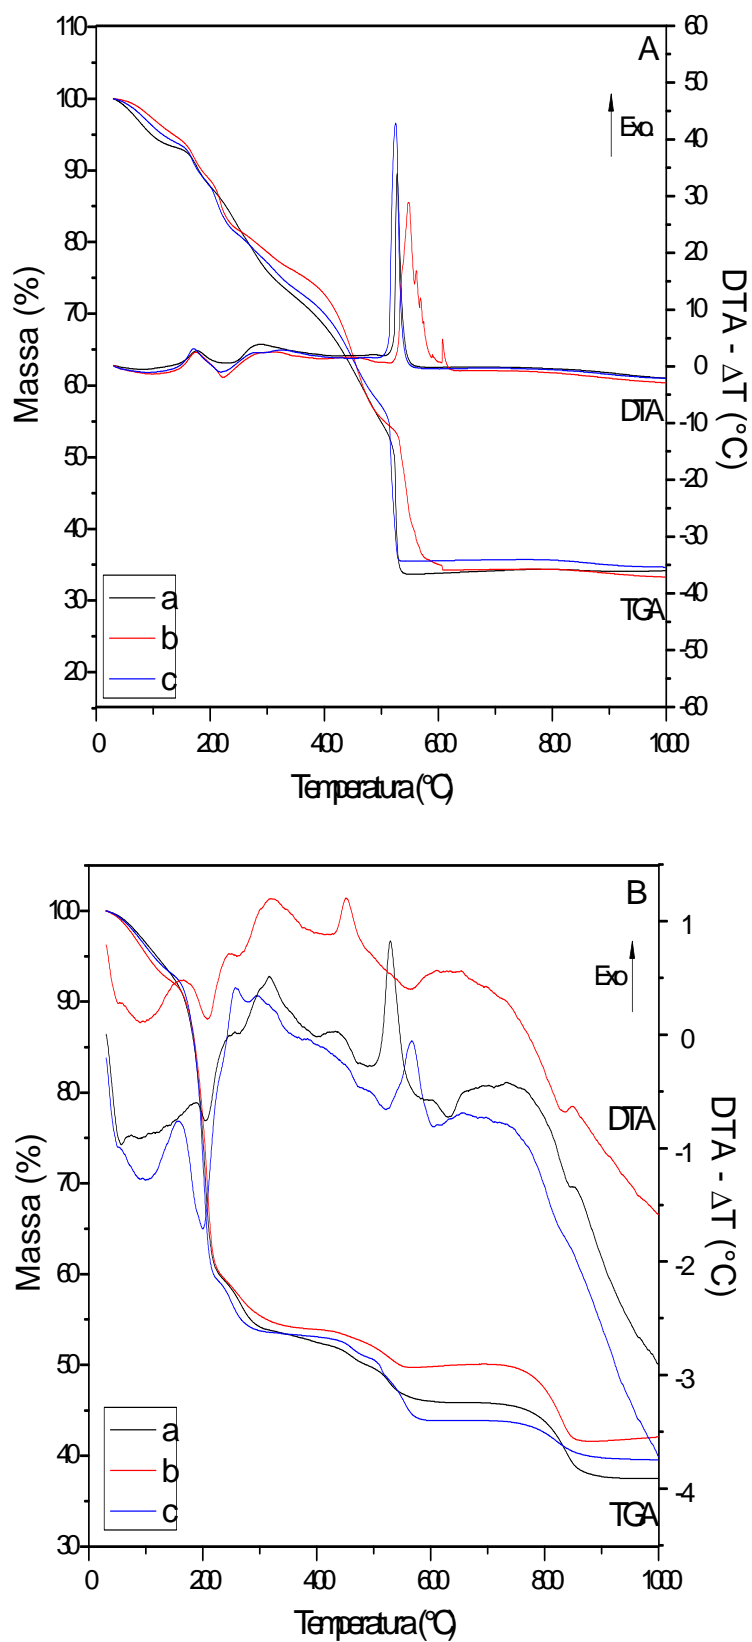 110
60
A
50
100
Exo.
40
90
30
80
20
70
10
60
0
DTA
50
-10
40
-20
-30
30
a
TGA
-40
b
20
c
-50
-60
Massa (%)
DTA - ΔT (°C)
0 200 400 600 800 1000
Temperatura (°C)
B
1
100
Exo
90
0
80
DTA
-1
70
-2
60
50
-3
a
40
b
-4
c
TGA
30
Massa (%)
DTA - ΔT (°C)
0 200 400 600 800 1000
Temperatura (°C)